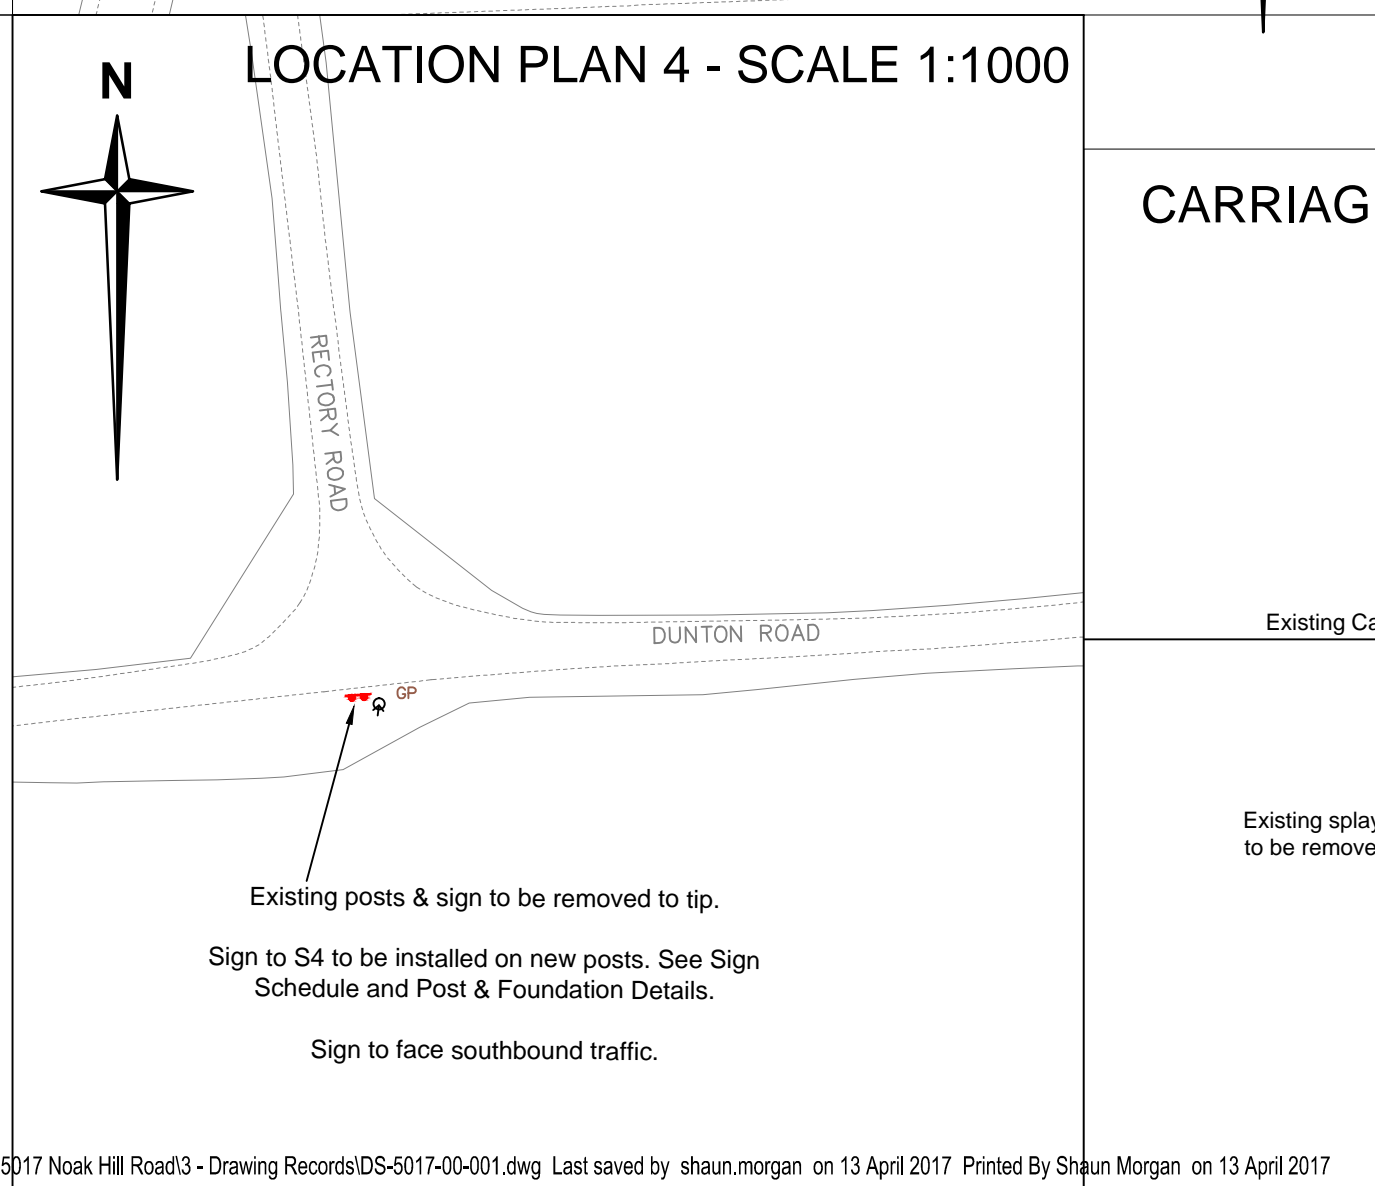 LOCATION PLAN 4 - SCALE 1:1000
N
CARRIAG
RECTORY ROAD
DUNTON ROAD
Existing Ca
GP
Existing splay
to be remove
Existing posts & sign to be removed to tip.
Sign to S4 to be installed on new posts. See Sign
Schedule and Post & Foundation Details.
Sign to face southbound traffic.
5017 Noak Hill Road\3 - Drawing Records\DS-5017-00-001.dwg Last saved by shaun.morgan on 13 April 2017 Printed By Shaun Morgan on 13 April 2017